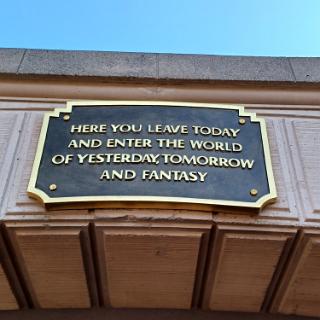 HERE YOU LEAVE TODAY
AND ENTER THE WORLD
OF YESTERDAY, TOMORROW
AND FANTASY